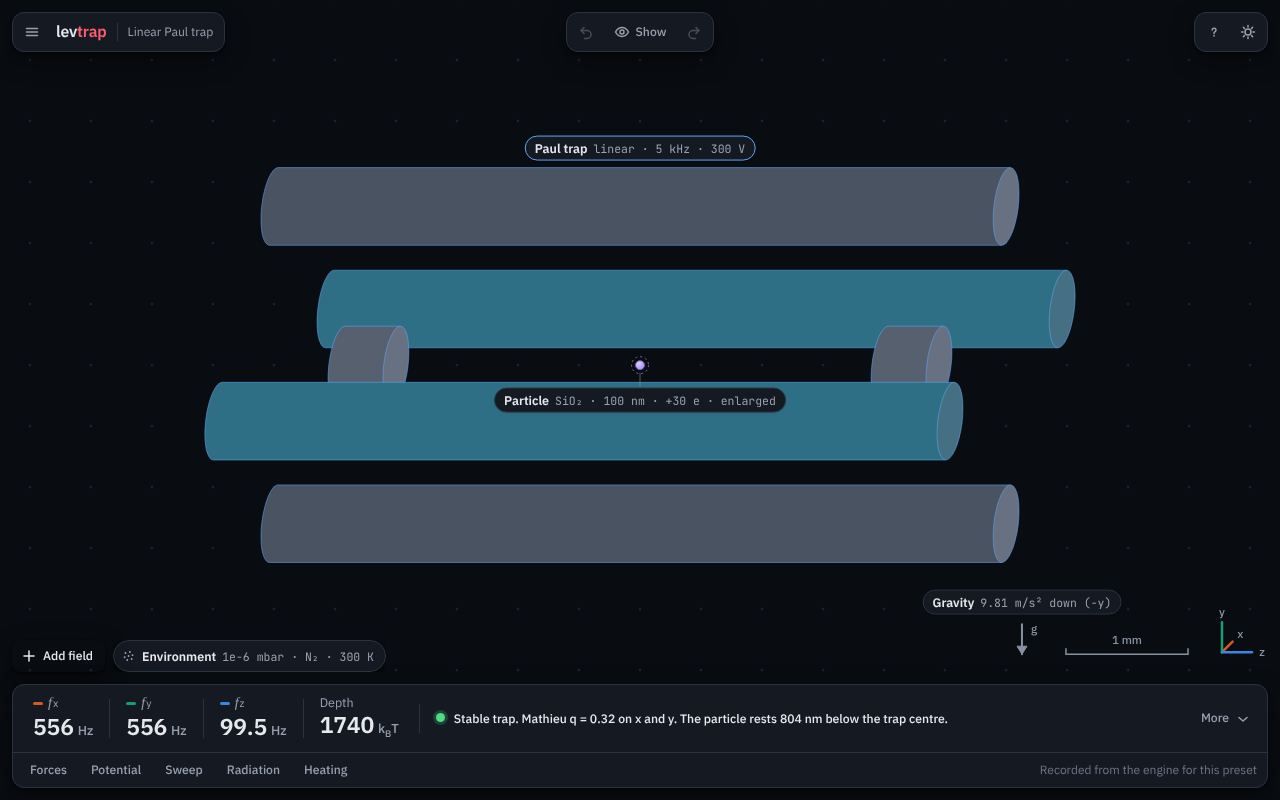 levtrap Linear Paul trap
Show
?
Paul trap linear · 5 kHz · 300 V
Particle SiO₂ · 100 nm · +30 e · enlarged
Gravity 9.81 m/s² down (-y)
g
1 mm
y
x
z
Add field
Environment 1e-6 mbar · N₂ · 300 K
fx
556 Hz
fy
556 Hz
fz
99.5 Hz
Depth
1740 k_BT
Stable trap. Mathieu q = 0.32 on x and y. The particle rests 804 nm below the trap centre.
More
Forces Potential Sweep Radiation Heating
Recorded from the engine for this preset